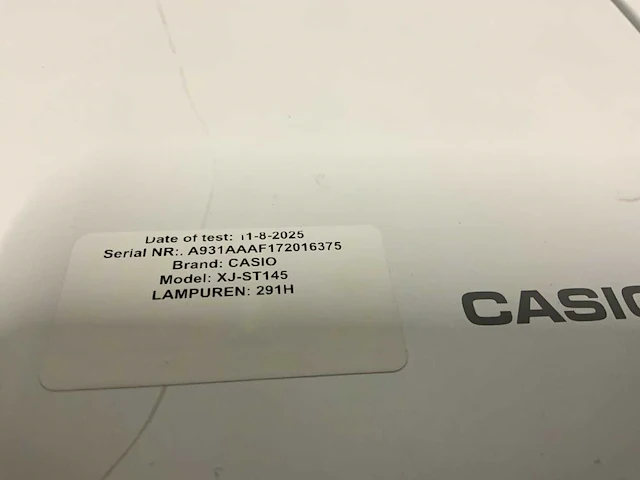 Date of test: 11-8-2025
Serial NR:. A931AAAF172016375
Brand: CASIO
Model: XJ-ST145
LAMPUREN: 291H
CASIO